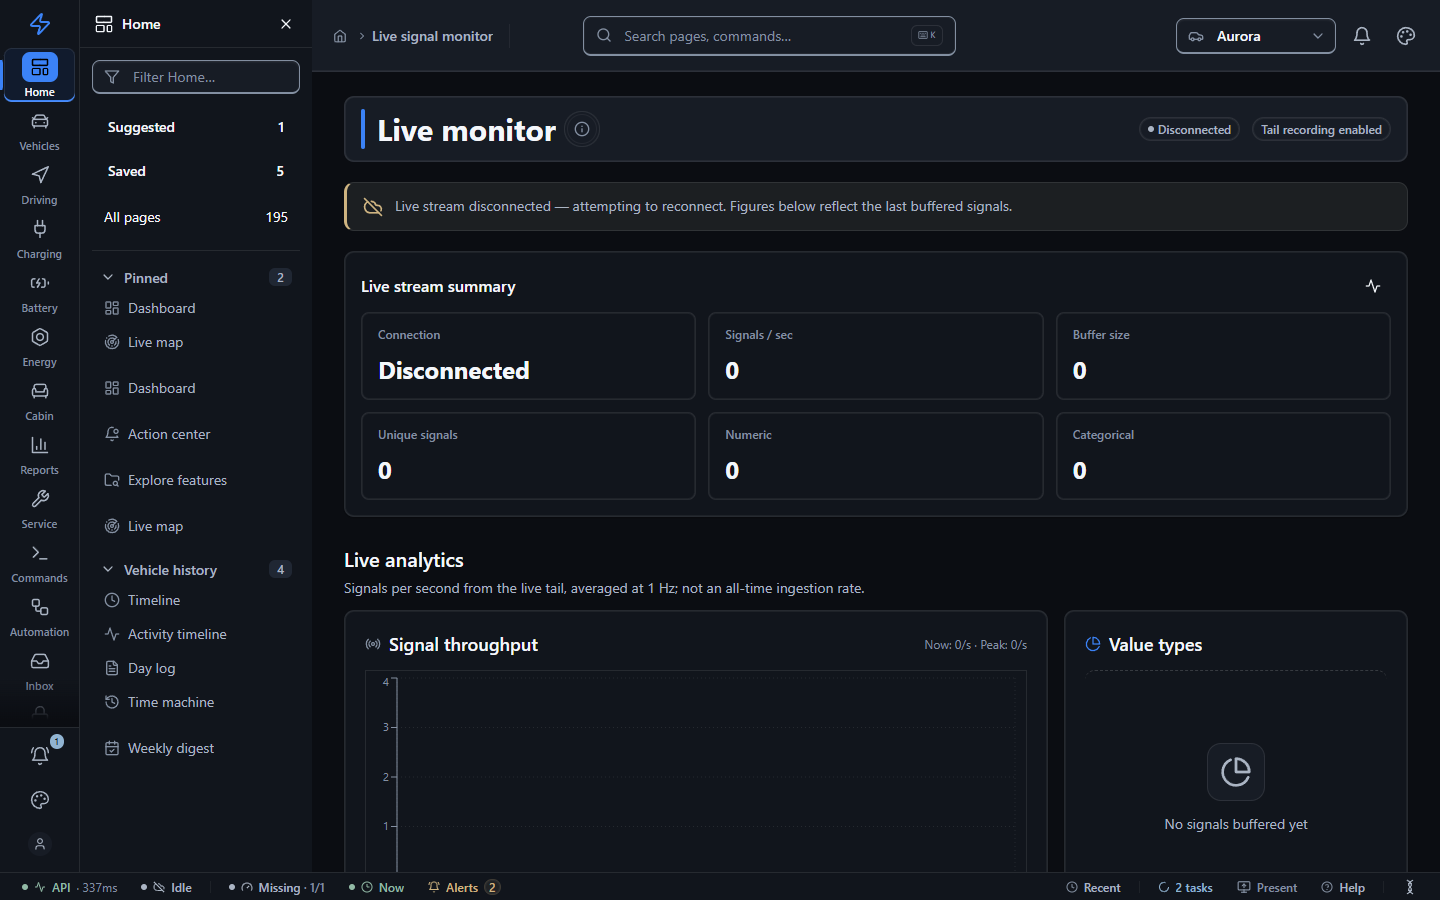 Home
Vehicles
Driving
Charging
Battery
Energy
Cabin
Reports
Service
Commands
Automation
Inbox
1
Home
Filter Home...
Suggested 1
Saved 5
All pages 195
Pinned 2
Dashboard
Live map
Dashboard
Action center
Explore features
Live map
Vehicle history 4
Timeline
Activity timeline
Day log
Time machine
Weekly digest
Live signal monitor
Search pages, commands...
K
Aurora
Live monitor
Disconnected
Tail recording enabled
Live stream disconnected — attempting to reconnect. Figures below reflect the last buffered signals.
Live stream summary
Connection
Disconnected
Signals / sec
0
Buffer size
0
Unique signals
0
Numeric
0
Categorical
0
Live analytics
Signals per second from the live tail, averaged at 1 Hz; not an all-time ingestion rate.
Signal throughput
Now: 0/s · Peak: 0/s
4
3
2
1
Value types
No signals buffered yet
API · 337ms
Idle
Missing · 1/1
Now
Alerts 2
Recent
2 tasks
Present
Help